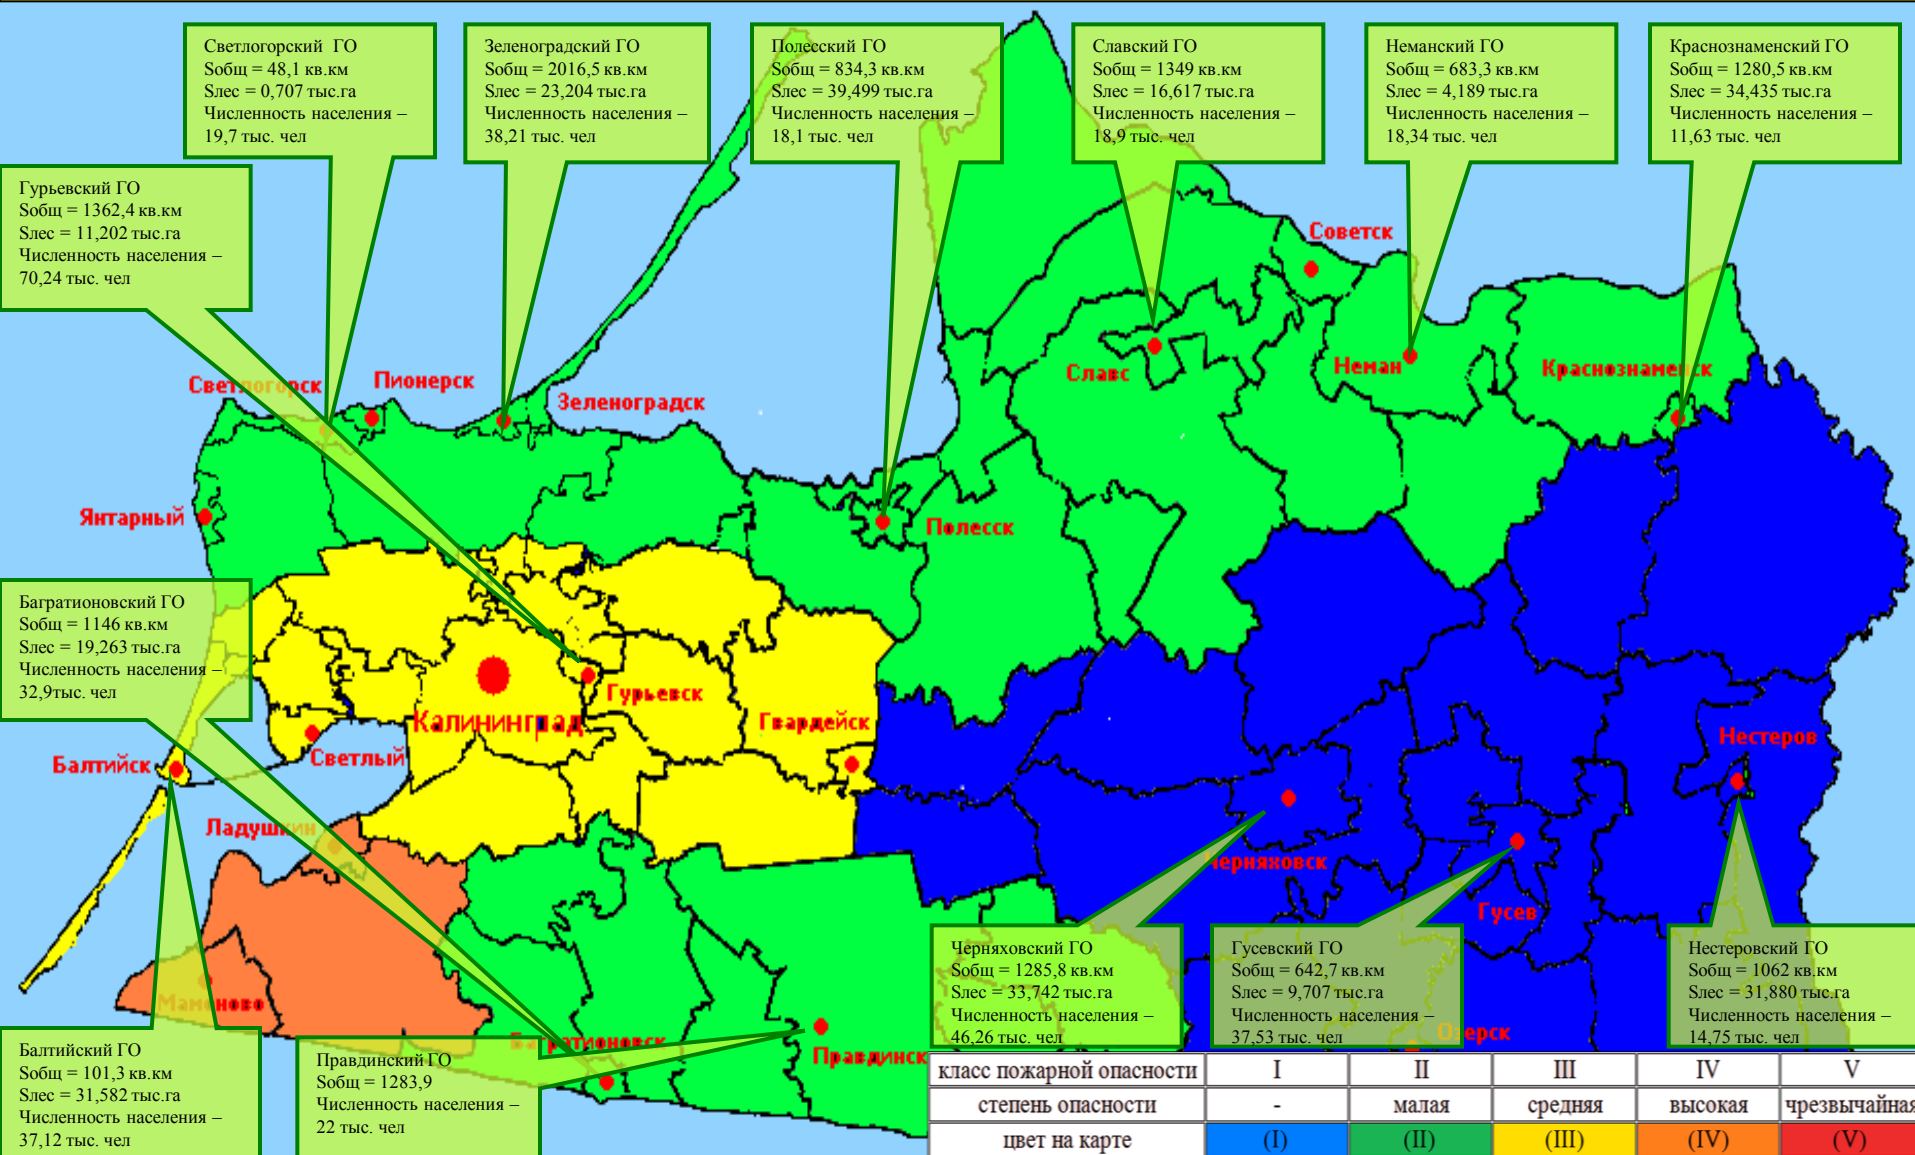 Светлогорский ГО
Sобщ = 48,1 кв.км
Sлес = 0,707 тыс.га
Численность населения –
19,7 тыс. чел
Зеленоградский ГО
Sобщ = 2016,5 кв.км
Sлес = 23,204 тыс.га
Численность населения –
38,21 тыс. чел
Полесский ГО
Sобщ = 834,3 кв.км
Sлес = 39,499 тыс.га
Численность населения –
18,1 тыс. чел
Славский ГО
Sобщ = 1349 кв.км
Sлес = 16,617 тыс.га
Численность населения –
18,9 тыс. чел
Неманский ГО
Sобщ = 683,3 кв.км
Sлес = 4,189 тыс.га
Численность населения –
18,34 тыс. чел
Краснознаменский ГО
Sобщ = 1280,5 кв.км
Sлес = 34,435 тыс.га
Численность населения –
11,63 тыс. чел
Гурьевский ГО
Sобщ = 1362,4 кв.км
Sлес = 11,202 тыс.га
Численность населения –
70,24 тыс. чел
Советск
Светлогорск
Пионерск
Зеленоградск
Славс
Неман
Краснознаменск
Янтарный
Полесск
Багратионовский ГО
Sобщ = 1146 кв.км
Sлес = 19,263 тыс.га
Численность населения –
32,9тыс. чел
Гурьевск
Калининград
Гвардейск
Нестеров
Балтийск
Светлый
Ладушкин
Черняховск
Гусев
Мамоново
Багратионовск
Правдинск
Озерск
Черняховский ГО
Sобщ = 1285,8 кв.км
Sлес = 33,742 тыс.га
Численность населения –
46,26 тыс. чел
Гусевский ГО
Sобщ = 642,7 кв.км
Sлес = 9,707 тыс.га
Численность населения –
37,53 тыс. чел
Нестеровский ГО
Sобщ = 1062 кв.км
Sлес = 31,880 тыс.га
Численность населения –
14,75 тыс. чел
Балтийский ГО
Sобщ = 101,3 кв.км
Sлес = 31,582 тыс.га
Численность населения –
37,12 тыс. чел
Правдинский ГО
Sобщ = 1283,9
Численность населения –
22 тыс. чел
класс пожарной опасности I II III IV V
степень опасности - малая средняя высокая чрезвычайная
цвет на карте (I) (II) (III) (IV) (V)